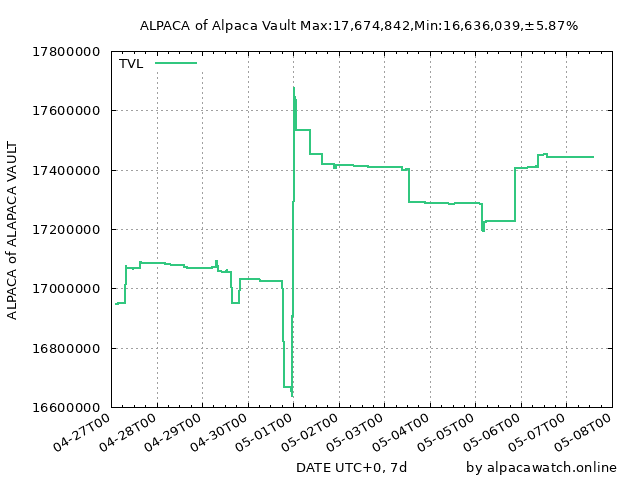 ALPACA of Alpaca Vault Max:17,674,842,Min:16,636,039,±5.87%
TVL
17800000
17600000
17400000
17200000
17000000
16800000
16600000
ALPACA of ALAPACA VAULT
04-27T00
04-28T00
04-29T00
04-30T00
05-01T00
05-02T00
05-03T00
05-04T00
05-05T00
05-06T00
05-07T00
05-08T00
DATE UTC+0, 7d
by alpacawatch.online